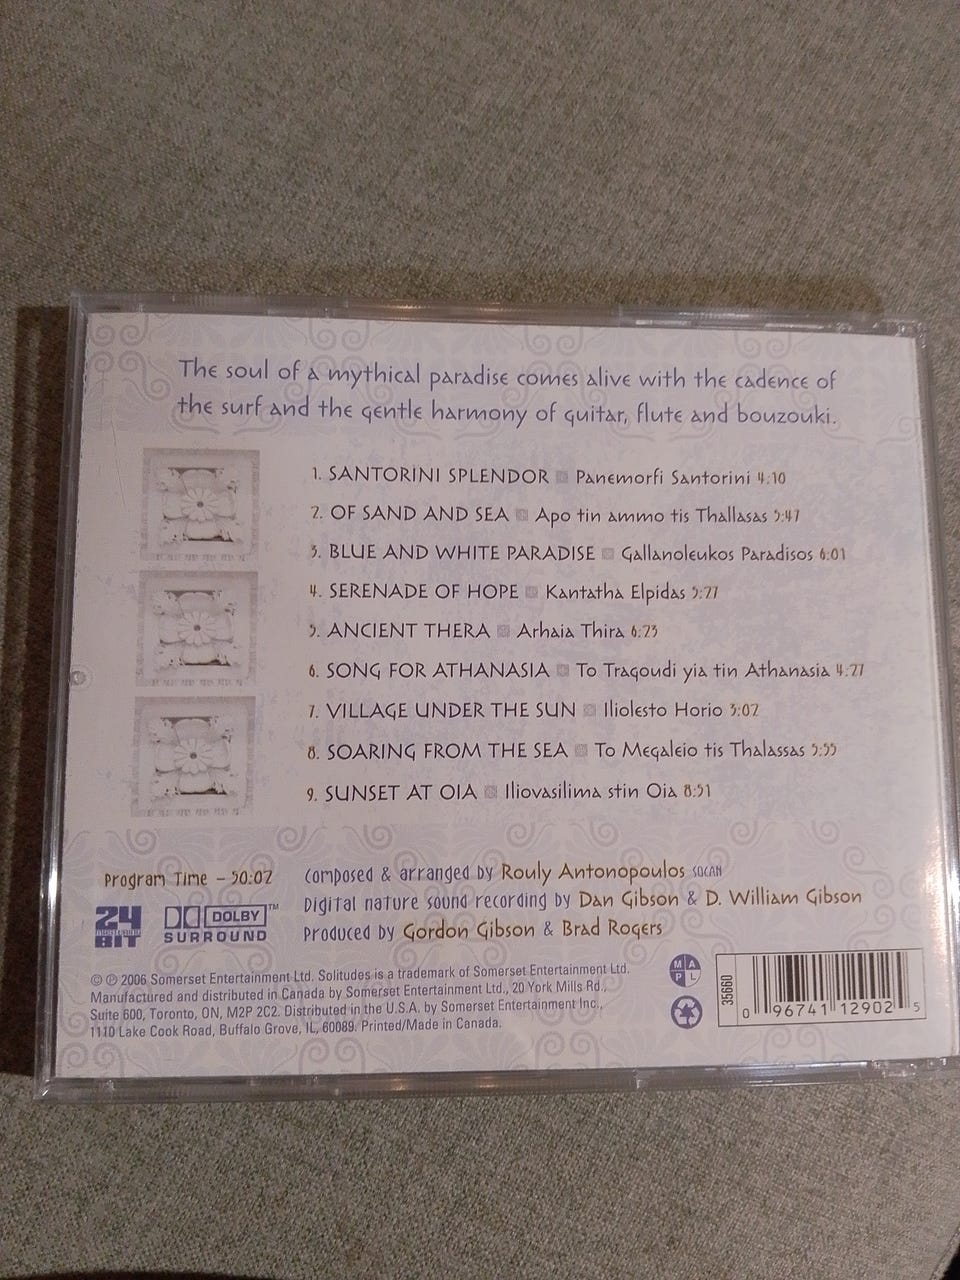 The soul of a mythical paradise comes alive with the cadence of
the surf and the gentle harmony of guitar, flute and bouzouki.
1. SANTORINI SPLENDOR Panemorfi Santorini 4:10
2. OF SAND AND SEA Apo tin ammo tis Thallasas 5:47
3. BLUE AND WHITE PARADISE Gallanoleukos Paradisos 6:01
4. SERENADE OF HOPE Kantatha Elpidas 5:27
5. ANCIENT THERA Arhaia Thira 6:23
6. SONG FOR ATHANASIA To Tragoudi yia tin Athanasia 4:27
7. VILLAGE UNDER THE SUN Iliolesto Horio 3:02
8. SOARING FROM THE SEA To Megaleio tis Thalassas 5:55
9. SUNSET AT OIA Iliovasilima stin Oia 8:51
Program Time – 50:02
composed & arranged by Rouly Antonopoulos SOCAN
Digital nature sound recording by Dan Gibson & D. William Gibson
Produced by Gordon Gibson & Brad Rogers
24 BIT
DOLBY™
SURROUND
© ℗ 2006 Somerset Entertainment Ltd. Solitudes is a trademark of Somerset Entertainment Ltd.
Manufactured and distributed in Canada by Somerset Entertainment Ltd., 20 York Mills Rd.,
Suite 600, Toronto, ON, M2P 2C2. Distributed in the U.S.A. by Somerset Entertainment Inc.,
1110 Lake Cook Road, Buffalo Grove, IL, 60089. Printed/Made in Canada.
M A
P L
35660
0 96741 12902 5